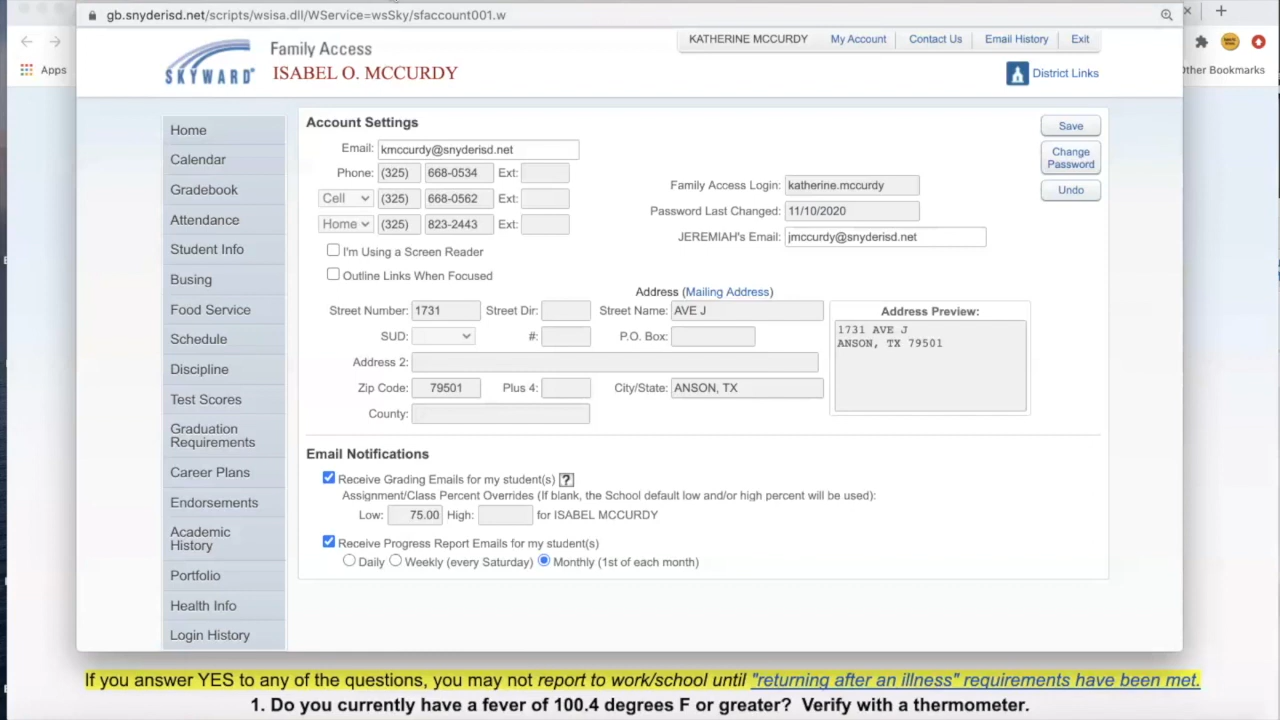 gb.snyderisd.net/scripts/wsisa.dll/WService=wsSky/sfaccount001.w
Apps
Other Bookmarks
SKYWARD
Family Access
ISABEL O. MCCURDY
KATHERINE MCCURDY My Account Contact Us Email History Exit
District Links
Home
Calendar
Gradebook
Attendance
Student Info
Busing
Food Service
Schedule
Discipline
Test Scores
Graduation
Requirements
Career Plans
Endorsements
Academic
History
Portfolio
Health Info
Login History
Account Settings
Save
Change
Password
Undo
Email: kmccurdy@snyderisd.net
Phone: (325) 668-0534 Ext:
Cell (325) 668-0562 Ext:
Home (325) 823-2443 Ext:
Family Access Login: katherine.mccurdy
Password Last Changed: 11/10/2020
JEREMIAH's Email: jmccurdy@snyderisd.net
I'm Using a Screen Reader
Outline Links When Focused
Address (Mailing Address)
Street Number: 1731 Street Dir: Street Name: AVE J
SUD: #: P.O. Box:
Address 2:
Zip Code: 79501 Plus 4: City/State: ANSON, TX
County:
Address Preview:
1731 AVE J
ANSON, TX 79501
Email Notifications
Receive Grading Emails for my student(s) ?
Assignment/Class Percent Overrides (If blank, the School default low and/or high percent will be used):
Low: 75.00 High: for ISABEL MCCURDY
Receive Progress Report Emails for my student(s)
Daily Weekly (every Saturday) Monthly (1st of each month)
If you answer YES to any of the questions, you may not report to work/school until "returning after an illness" requirements have been met.
1. Do you currently have a fever of 100.4 degrees F or greater? Verify with a thermometer.